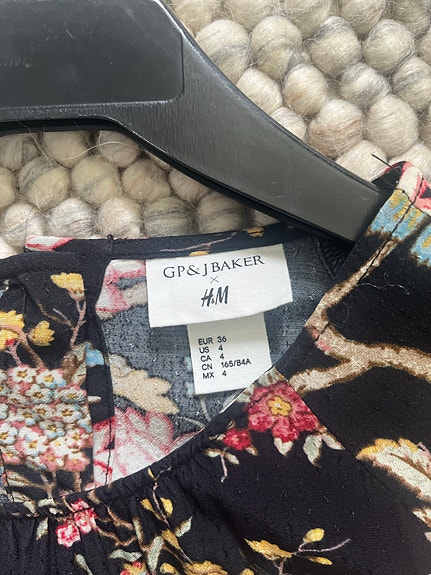 GP & J BAKER
×
H&M
EUR 36
US 4
CA 4
CN 165/84A
MX 4